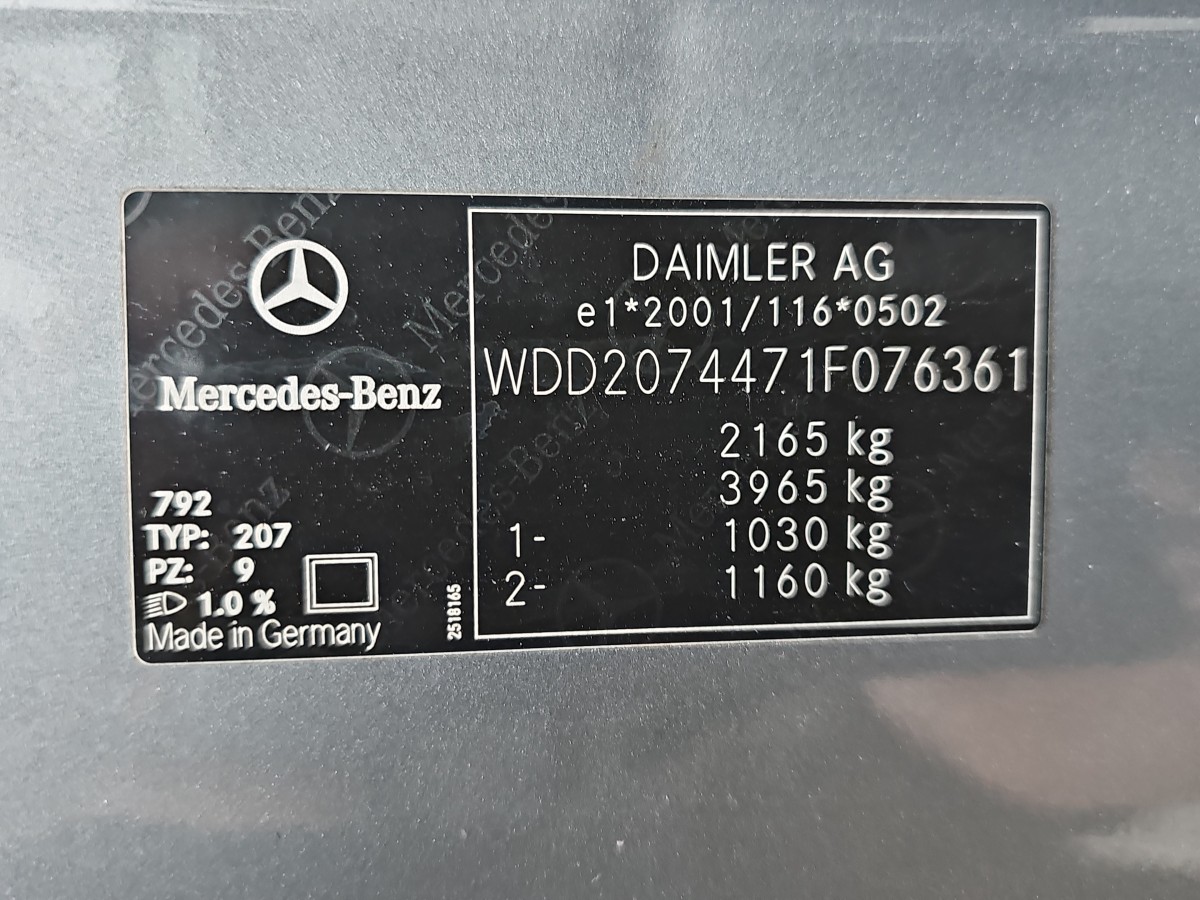 Mercedes-Benz
792
TYP: 207
PZ: 9
1.0 %
Made in Germany
2518165
DAIMLER AG
e1*2001/116*0502
WDD2074471F076361
2165 kg
3965 kg
1- 1030 kg
2- 1160 kg